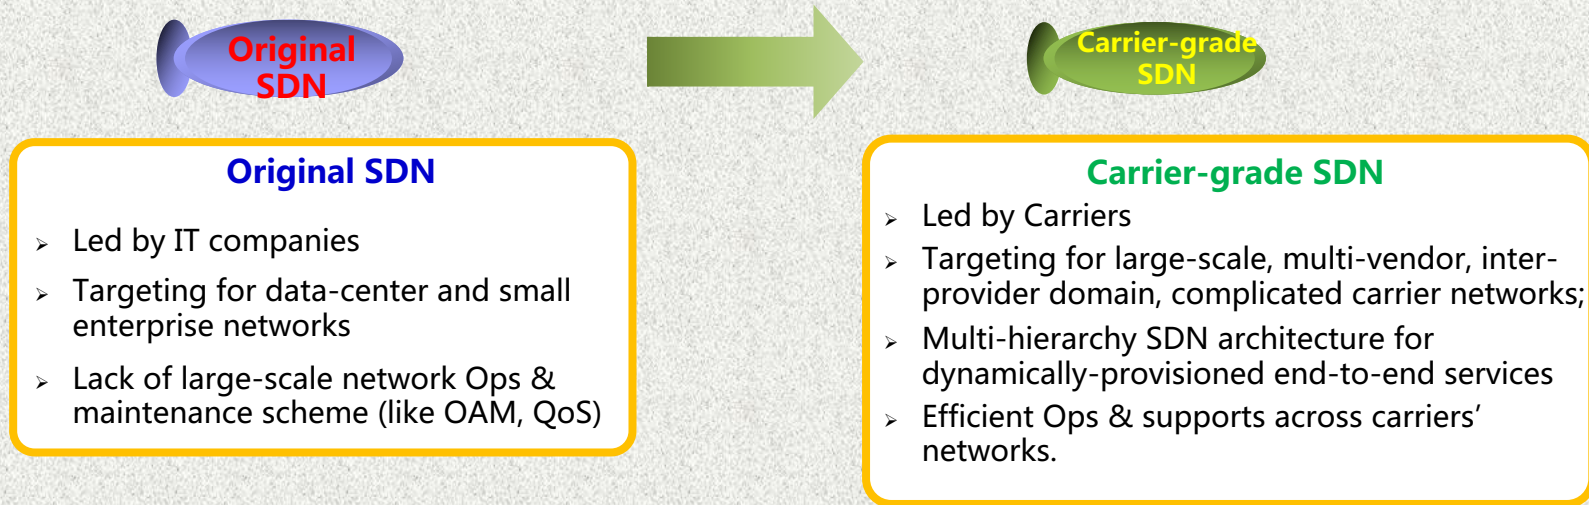 Original
SDN
Carrier-grade
SDN
Original SDN
➢ Led by IT companies
➢ Targeting for data-center and small
enterprise networks
➢ Lack of large-scale network Ops &
maintenance scheme (like OAM, QoS)
Carrier-grade SDN
➢ Led by Carriers
➢ Targeting for large-scale, multi-vendor, inter-
provider domain, complicated carrier networks;
➢ Multi-hierarchy SDN architecture for
dynamically-provisioned end-to-end services
➢ Efficient Ops & supports across carriers’
networks.